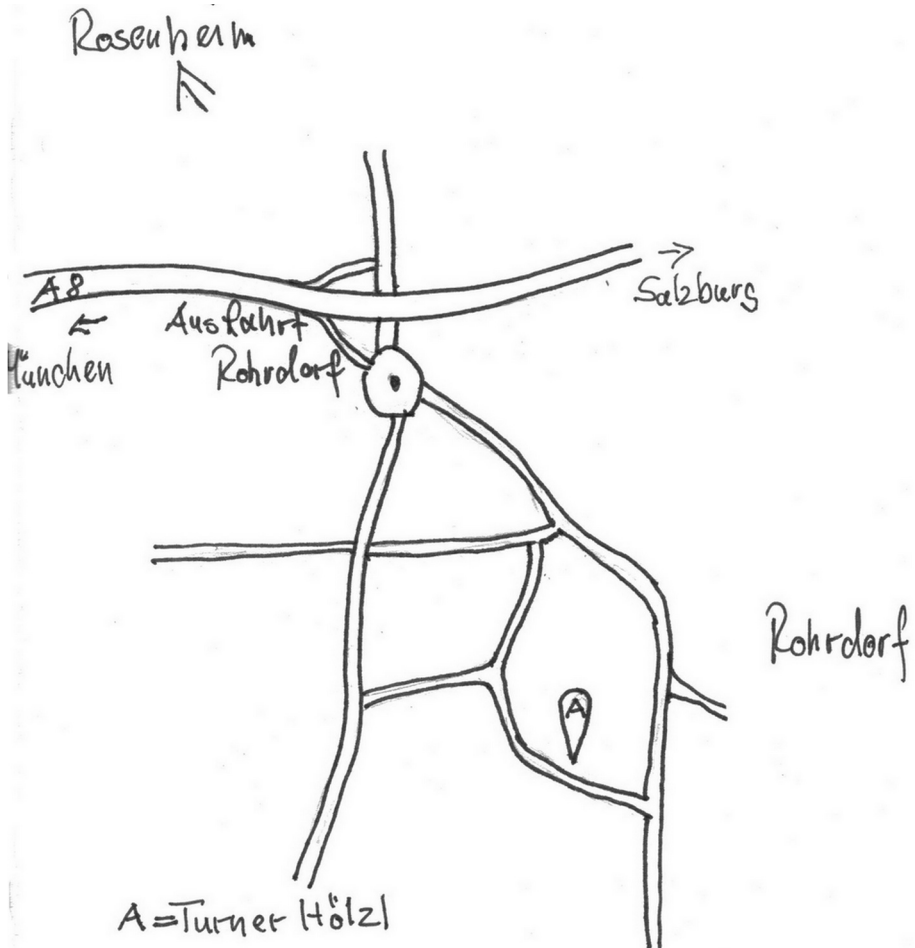 Rosenheim
A8
Salzburg
Ausfahrt
Rohrdorf
München
Rohrdorf
A
A=Turner Hölzl